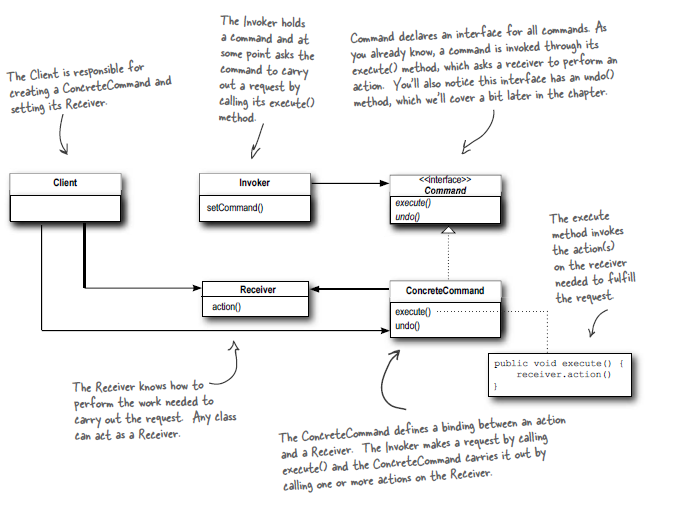 The Client is responsible for
creating a ConcreteCommand and
setting its Receiver.
The Invoker holds
a command and at
some point asks the
command to carry
out a request by
calling its execute()
method.
Command declares an interface for all commands. As
you already know, a command is invoked through its
execute() method, which asks a receiver to perform an
action. You'll also notice this interface has an undo()
method, which we'll cover a bit later in the chapter.
Client
Invoker
setCommand()
<<interface>>
Command
execute()
undo()
The execute
method invokes
the action(s)
on the receiver
needed to fulfill
the request.
Receiver
action()
ConcreteCommand
execute()
undo()
public void execute() {
receiver.action()
}
The Receiver knows how to
perform the work needed to
carry out the request. Any class
can act as a Receiver.
The ConcreteCommand defines a binding between an action
and a Receiver. The Invoker makes a request by calling
execute() and the ConcreteCommand carries it out by
calling one or more actions on the Receiver.